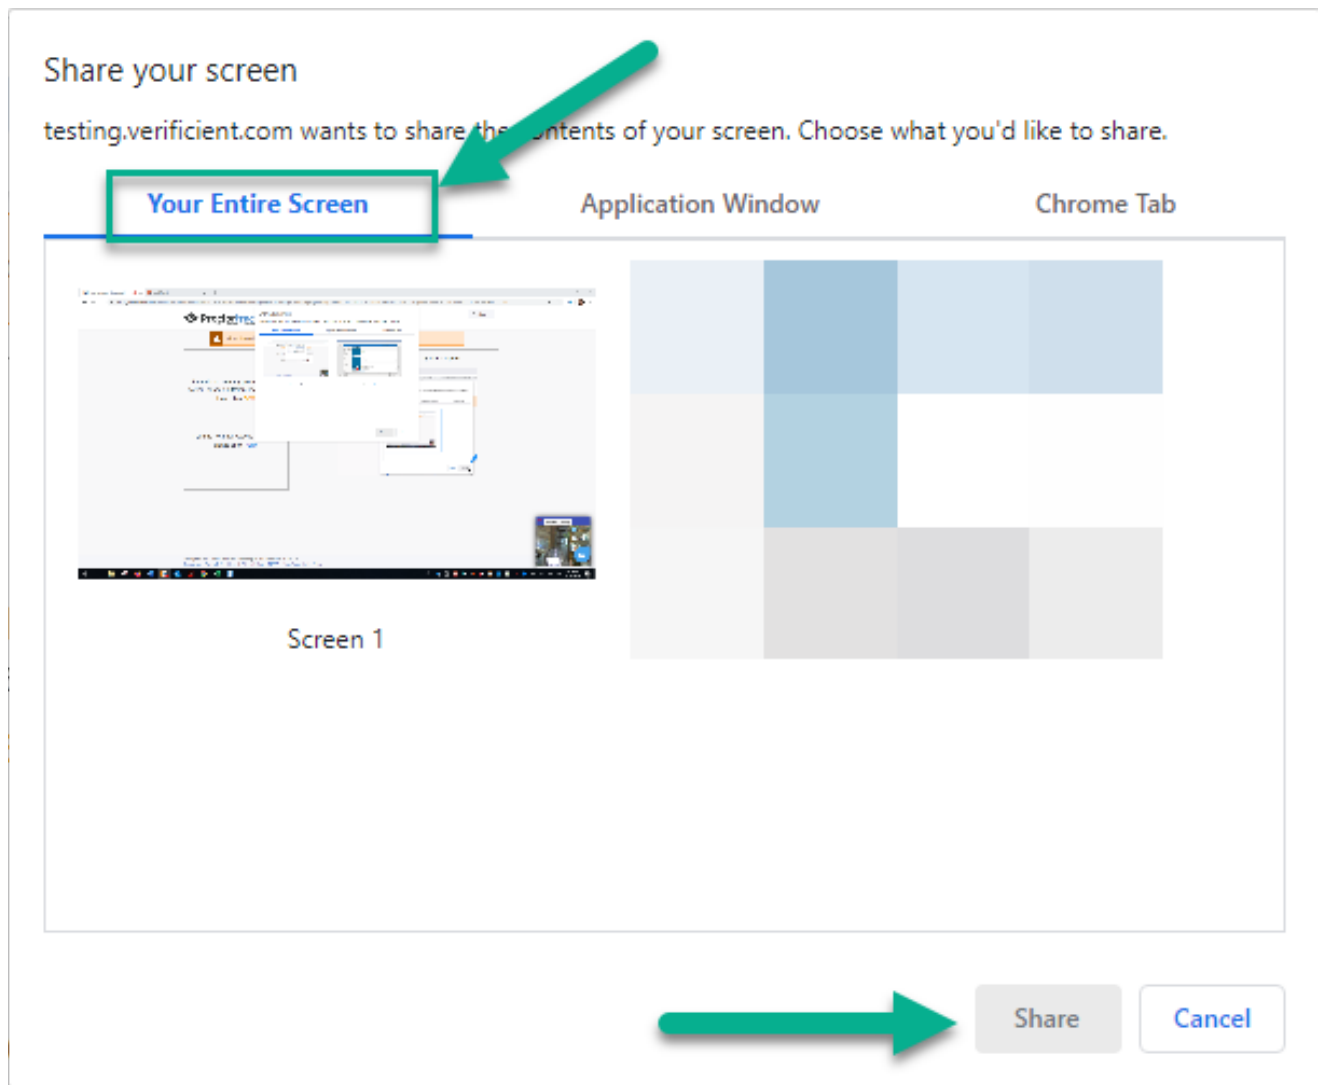 Share your screen
testing.verificient.com wants to share the contents of your screen. Choose what you'd like to share.
Your Entire Screen
Application Window
Chrome Tab
Screen 1
Share
Cancel